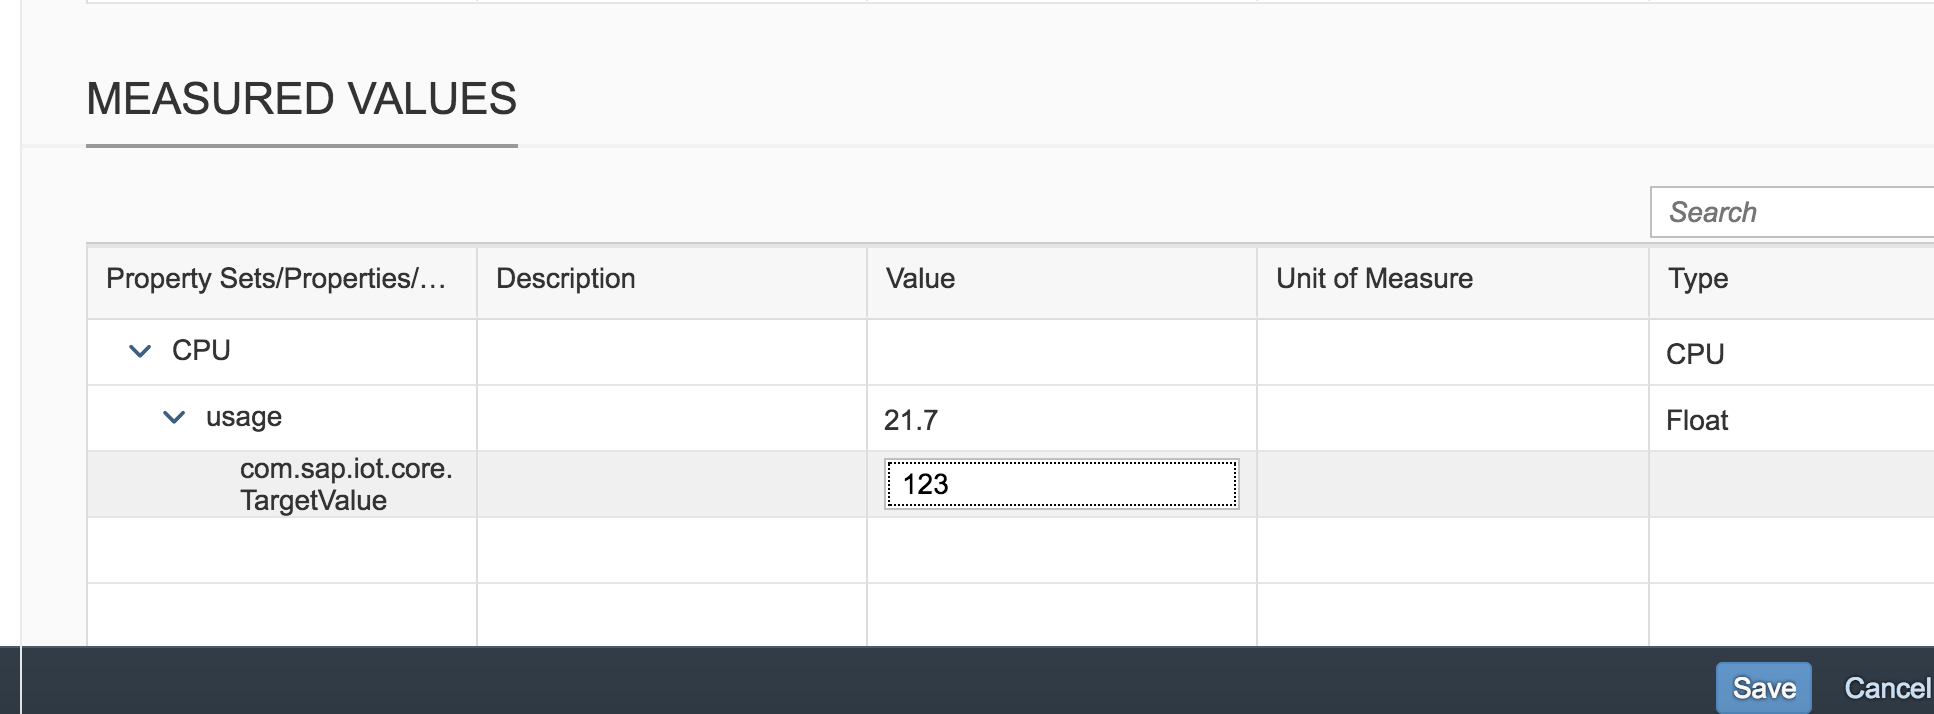 MEASURED VALUES
Search
Property Sets/Properties/... Description Value Unit of Measure Type
CPU CPU
usage 21.7 Float
com.sap.iot.core.
TargetValue
123
Save Cancel